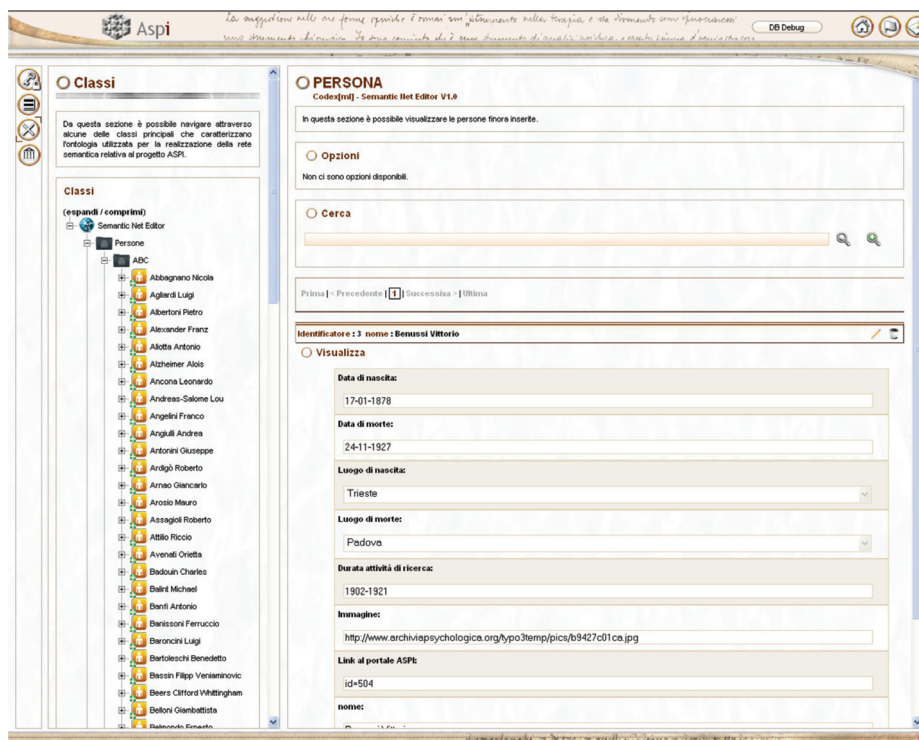 Aspi
DB Debug
Classi
Da questa sezione è possibile navigare attraverso
alcune delle classi principali che caratterizzano
l'ontologia utilizzata per la realizzazione della rete
semantica relativa al progetto ASPI.
Classi
(espandi / comprimi)
Semantic Net Editor
Persone
ABC
Abbagnano Nicola
Agliardi Luigi
Albertoni Pietro
Alexander Franz
Aliotta Antonio
Alzheimer Alois
Ancona Leonardo
Andreas-Salome Lou
Angelini Franco
Angiulli Andrea
Antonini Giuseppe
Ardigò Roberto
Arnao Giancarlo
Arosio Mauro
Assagioli Roberto
Attilio Riccio
Avenati Orietta
Badouin Charles
Balint Michael
Banfi Antonio
Banissoni Ferruccio
Baroncini Luigi
Bartoleschi Benedetto
Bassin Filipp Veniaminovic
Beers Clifford Whittingham
Belloni Giambattista
Belmondo Ernesto
PERSONA
Codex[ml] - Semantic Net Editor V1.0
In questa sezione è possibile visualizzare le persone finora inserite.
Opzioni
Non ci sono opzioni disponibili.
Cerca
Prima | < Precedente | 1 | Successiva > | Ultima
Identificatore : 3 nome : Benussi Vittorio
Visualizza
Data di nascita:
17-01-1878
Data di morte:
24-11-1927
Luogo di nascita:
Trieste
Luogo di morte:
Padova
Durata attività di ricerca:
1902-1921
Immagine:
http://www.archiviapsychologica.org/typo3temp/pics/b9427c01ca.jpg
Link al portale ASPI:
id=504
nome:
Benussi Vittorio